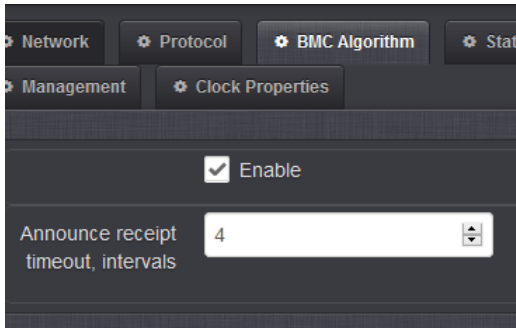 Network Protocol BMC Algorithm
Management Clock Properties
Enable
Announce receipt 4
timeout, intervals